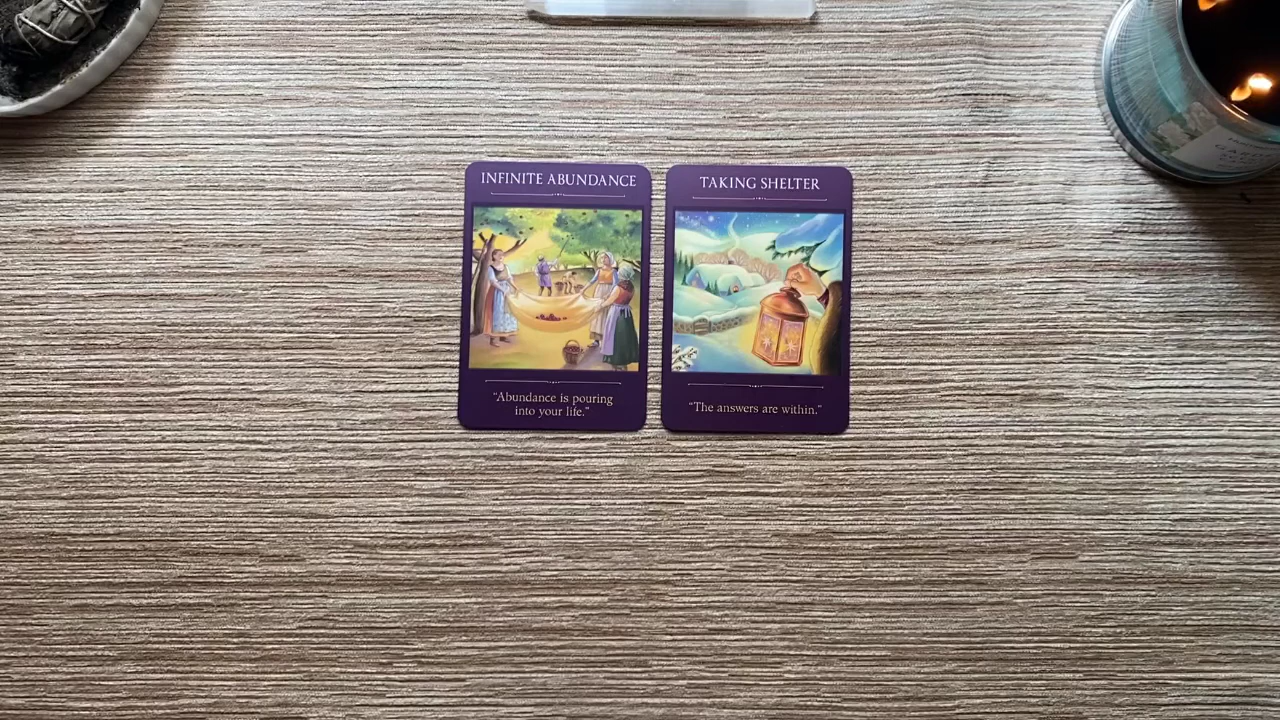 INFINITE ABUNDANCE
"Abundance is pouring
into your life."
TAKING SHELTER
"The answers are within."